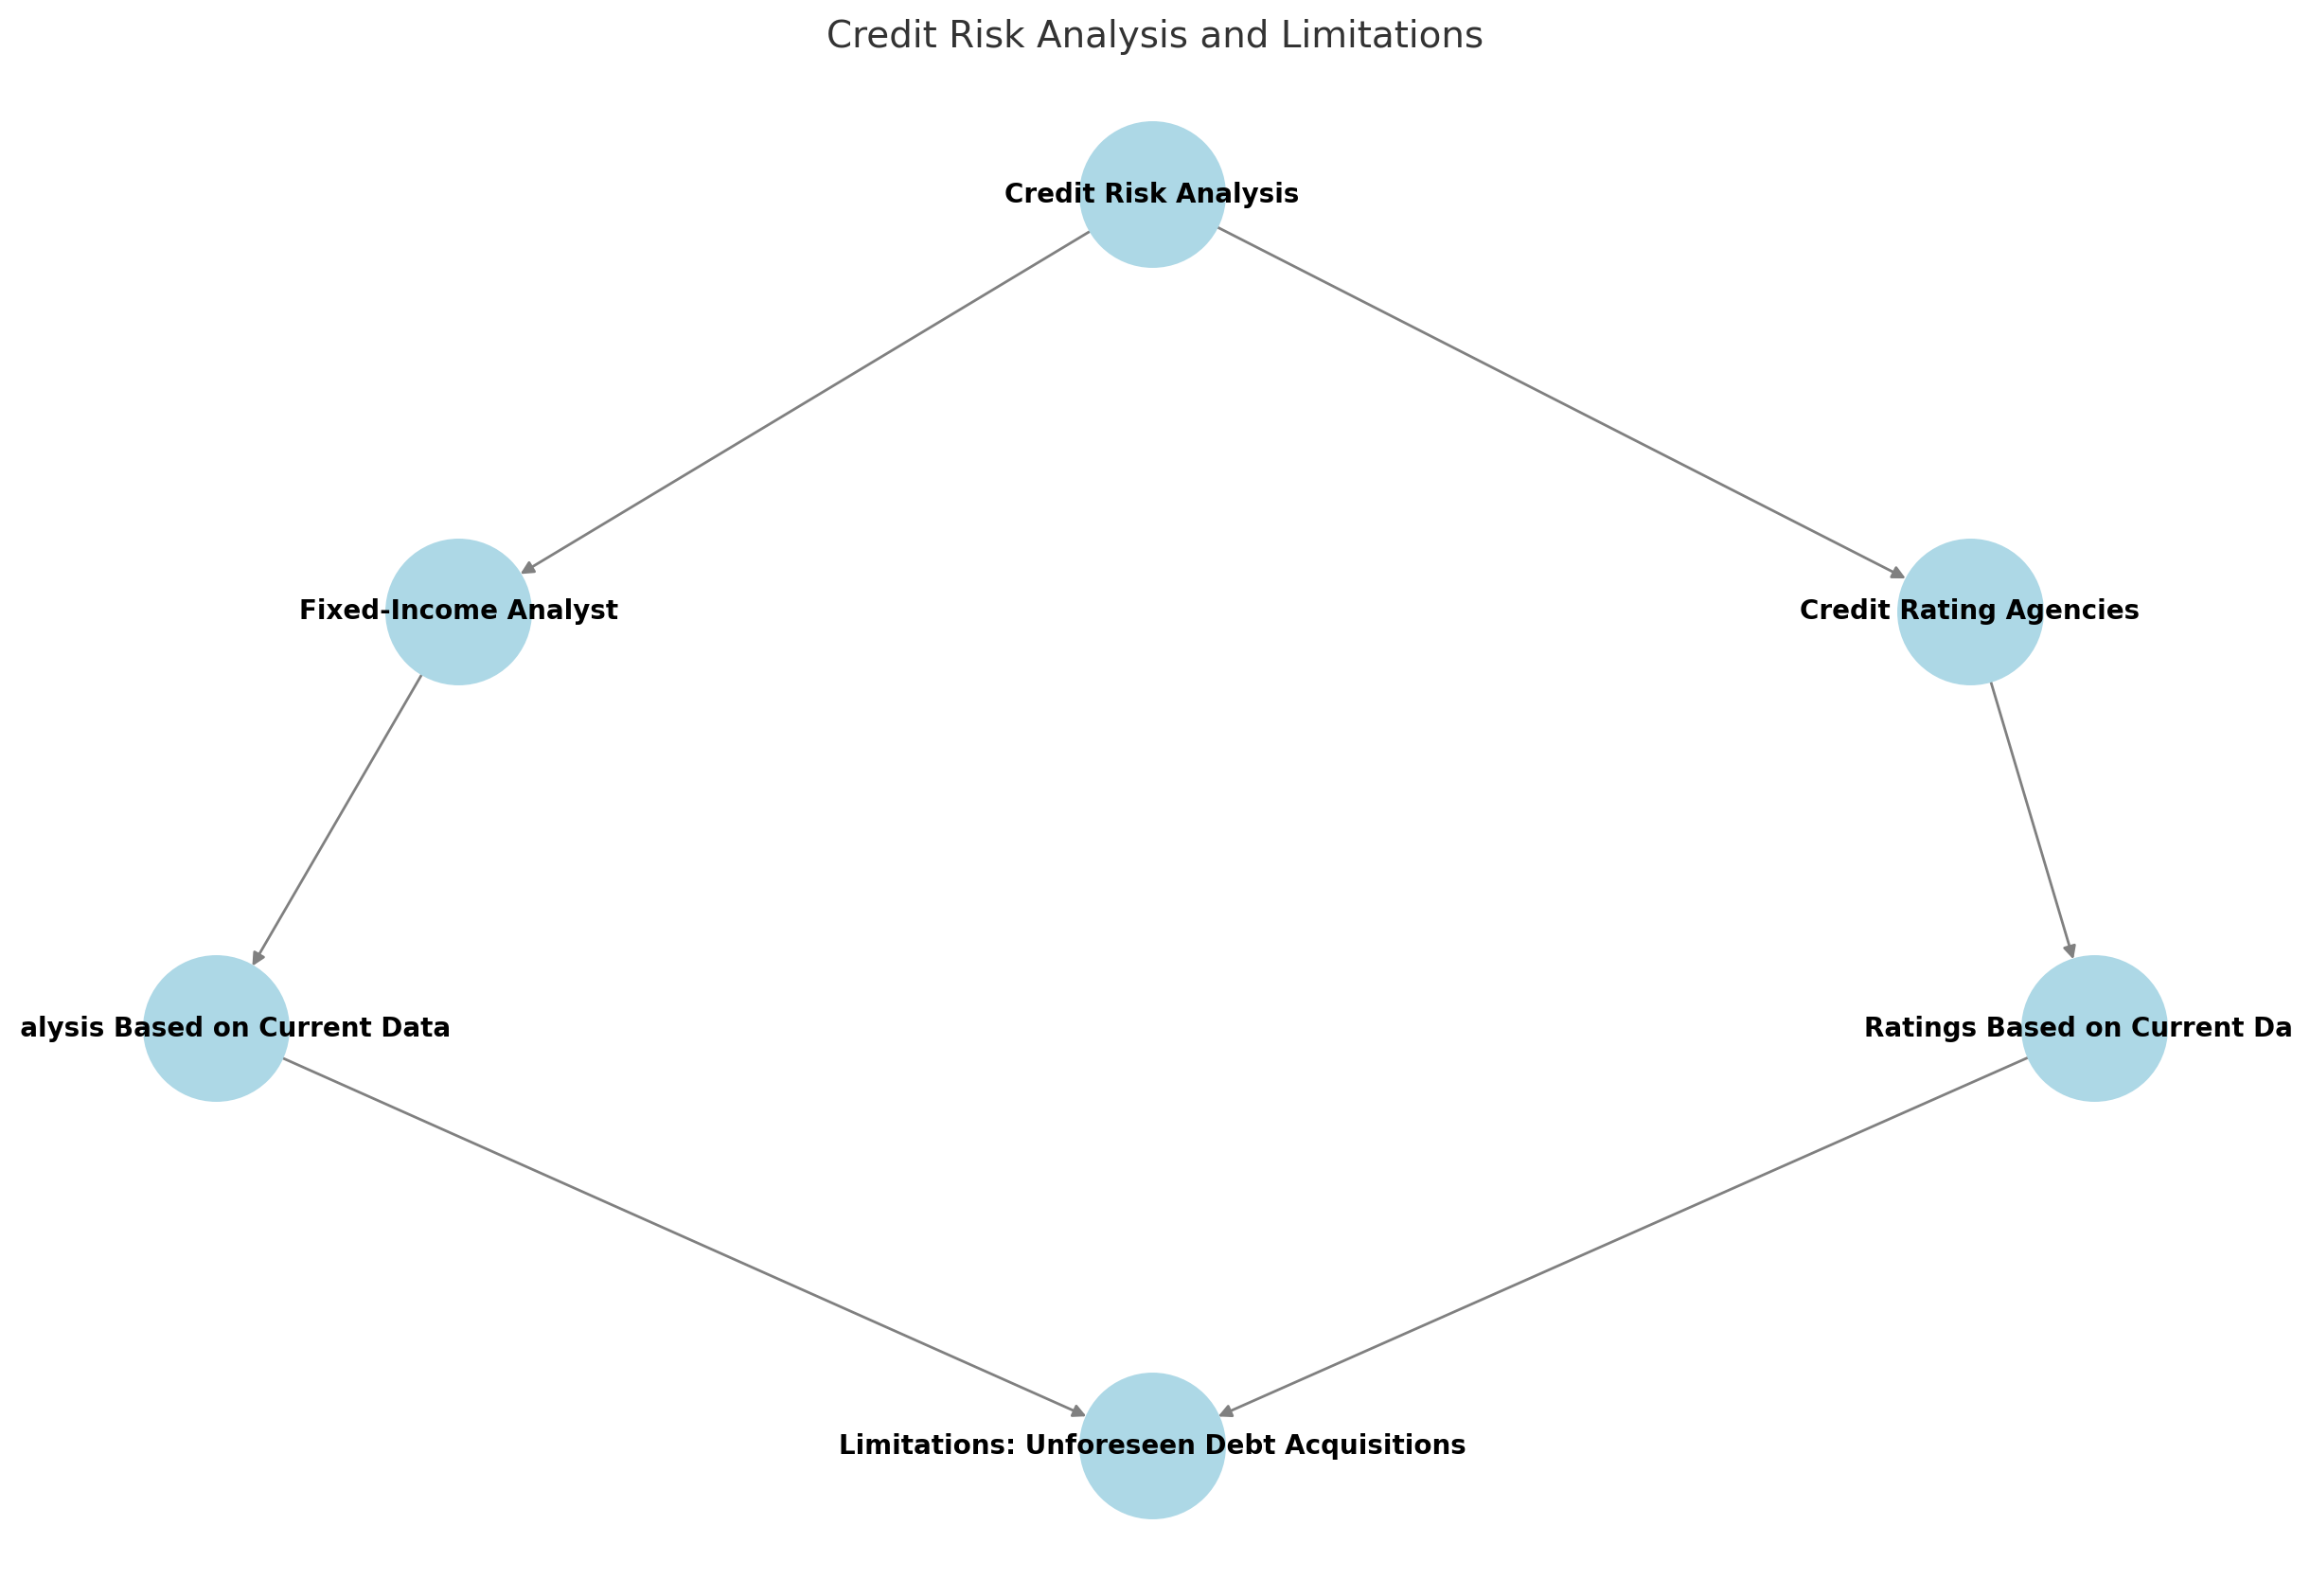 Credit Risk Analysis and Limitations
Credit Risk Analysis
Fixed-Income Analyst
Credit Rating Agencies
alysis Based on Current Data
Ratings Based on Current Da
Limitations: Unforeseen Debt Acquisitions